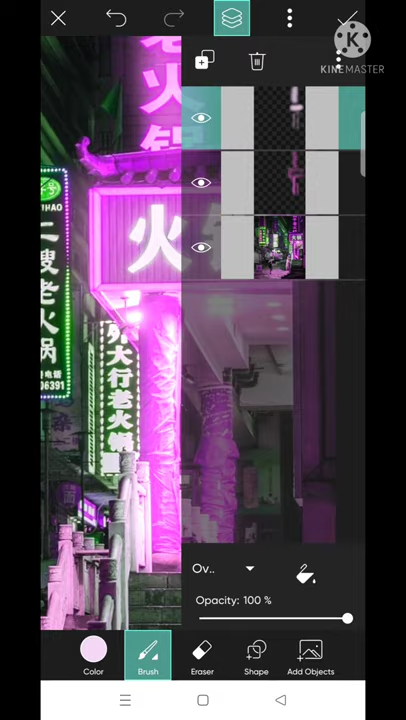 K
KINEMASTER
火锅
火
HAO
二嫂老火锅
06391
外大行老火锅
Ov..
Opacity: 100 %
Color
Brush
Eraser
Shape
Add Objects